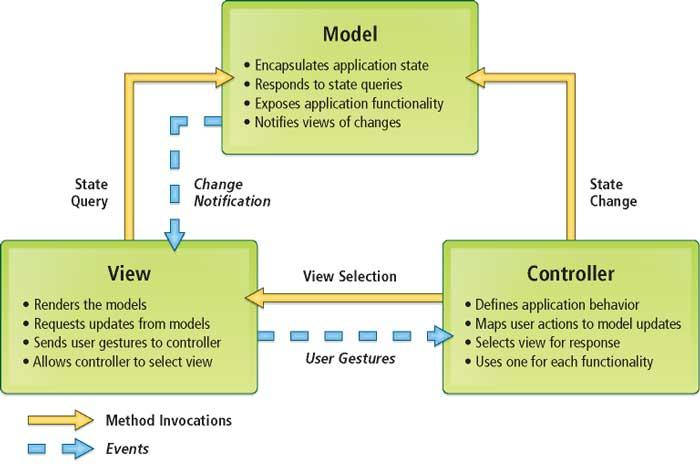 Model
• Encapsulates application state
• Responds to state queries
• Exposes application functionality
• Notifies views of changes
State
Query
Change
Notification
State
Change
View
• Renders the models
• Requests updates from models
• Sends user gestures to controller
• Allows controller to select view
View Selection
User Gestures
Controller
• Defines application behavior
• Maps user actions to model updates
• Selects view for response
• Uses one for each functionality
Method Invocations
Events